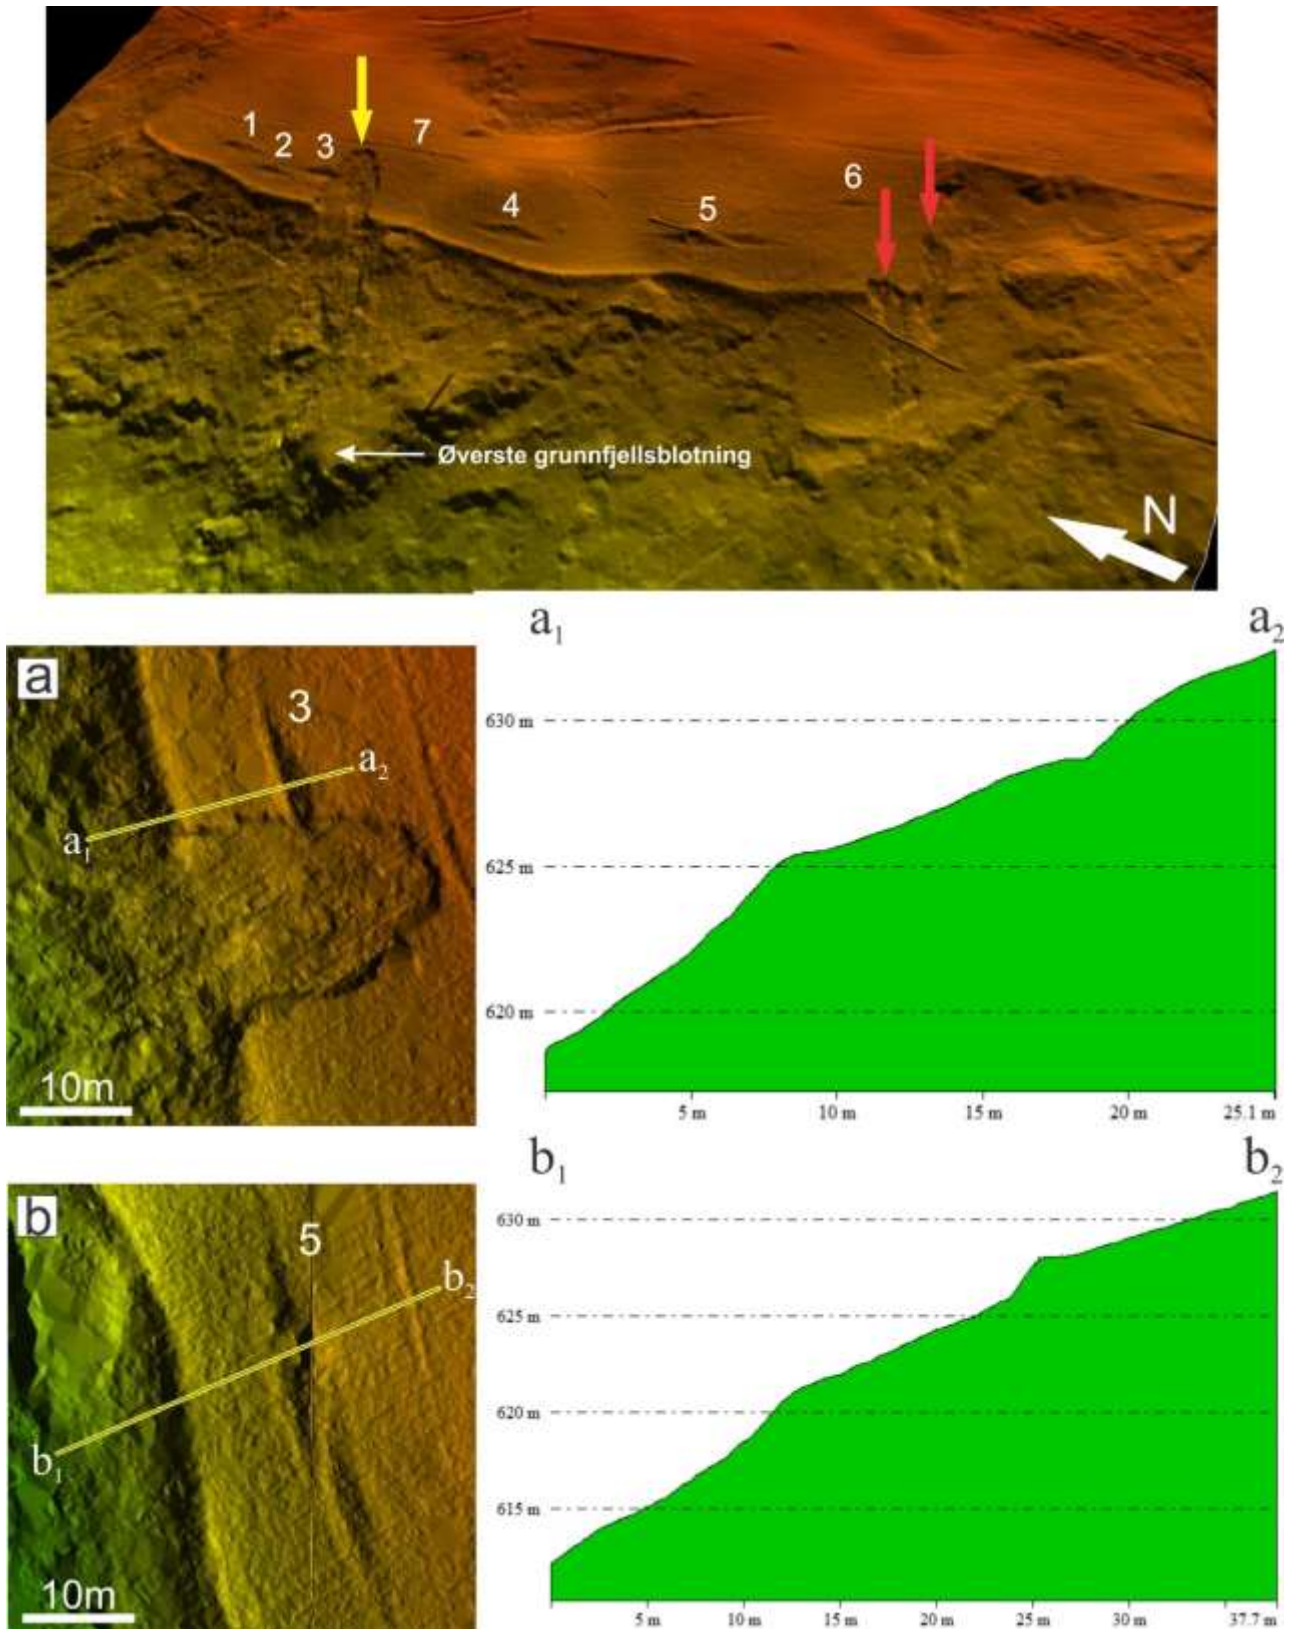 1
2
3
7
4
5
6
Øverste grunnfjellsblotning
N
a
3
a1
a2
10m
a1 a2
630 m
625 m
620 m
5 m 10 m 15 m 20 m 25.1 m
b
5
b1
b2
10m
b1 b2
630 m
625 m
620 m
615 m
5 m 10 m 15 m 20 m 25 m 30 m 37.7 m